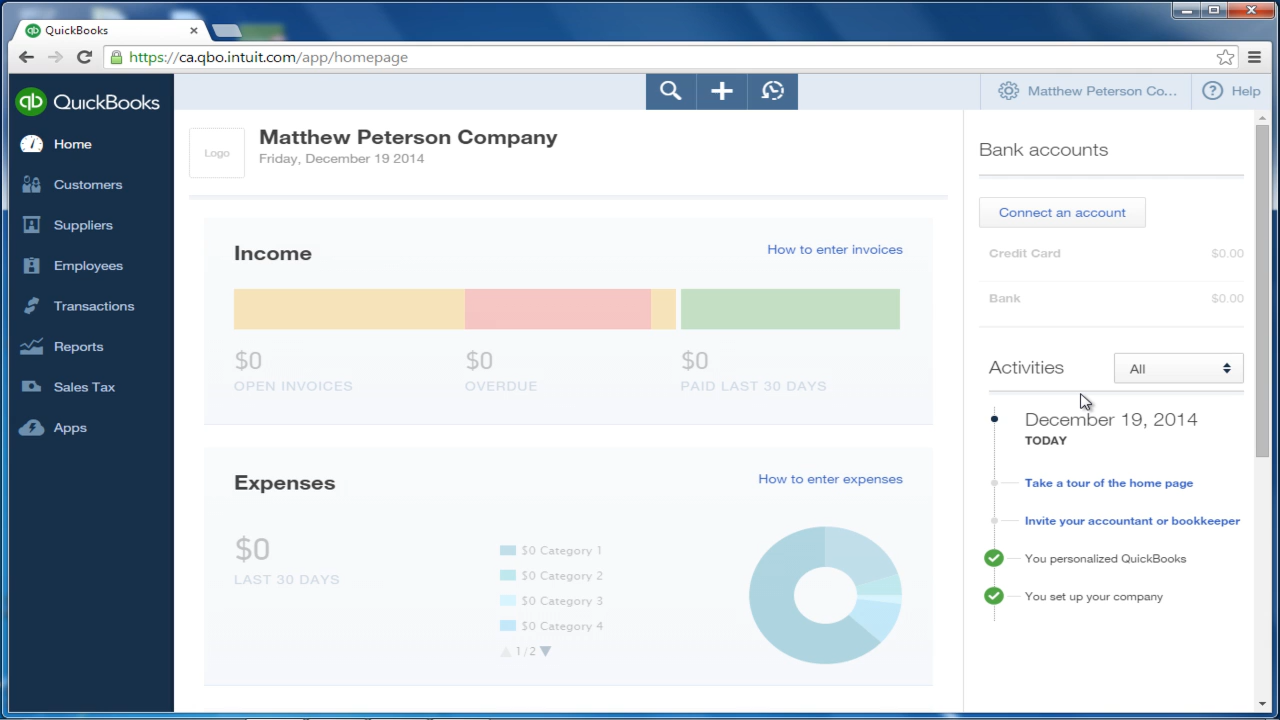 QuickBooks
https://ca.qbo.intuit.com/app/homepage
qb QuickBooks
Matthew Peterson Co...
Help
Home
Customers
Suppliers
Employees
Transactions
Reports
Sales Tax
Apps
Logo
Matthew Peterson Company
Friday, December 19 2014
Income
How to enter invoices
$0
OPEN INVOICES
$0
OVERDUE
$0
PAID LAST 30 DAYS
Expenses
How to enter expenses
$0
LAST 30 DAYS
$0 Category 1
$0 Category 2
$0 Category 3
$0 Category 4
1/2
Bank accounts
Connect an account
Credit Card $0.00
Bank $0.00
Activities
All
December 19, 2014
TODAY
Take a tour of the home page
Invite your accountant or bookkeeper
You personalized QuickBooks
You set up your company